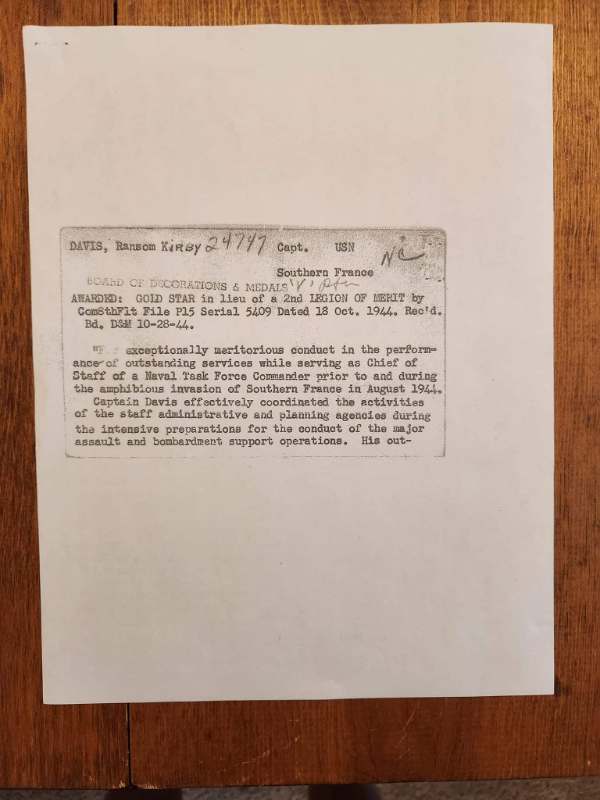 DAVIS, Ransom KIRBY 24747 Capt. USN
NC
Southern France
BOARD OF DECORATIONS & MEDALS "V"
AWARDED: GOLD STAR in lieu of a 2nd LEGION OF MERIT by
Com8thFlt File P15 Serial 5409 Dated 18 Oct. 1944. Rec'd.
Bd. D&M 10-28-44.
"For exceptionally meritorious conduct in the perform-
ance of outstanding services while serving as Chief of
Staff of a Naval Task Force Commander prior to and during
the amphibious invasion of Southern France in August 1944.
Captain Davis effectively coordinated the activities
of the staff administrative and planning agencies during
the intensive preparations for the conduct of the major
assault and bombardment support operations. His out-